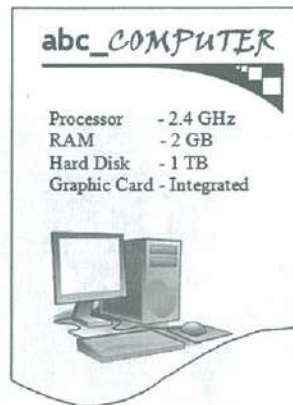 abc_COMPUTER
Processor - 2.4 GHz
RAM - 2 GB
Hard Disk - 1 TB
Graphic Card - Integrated